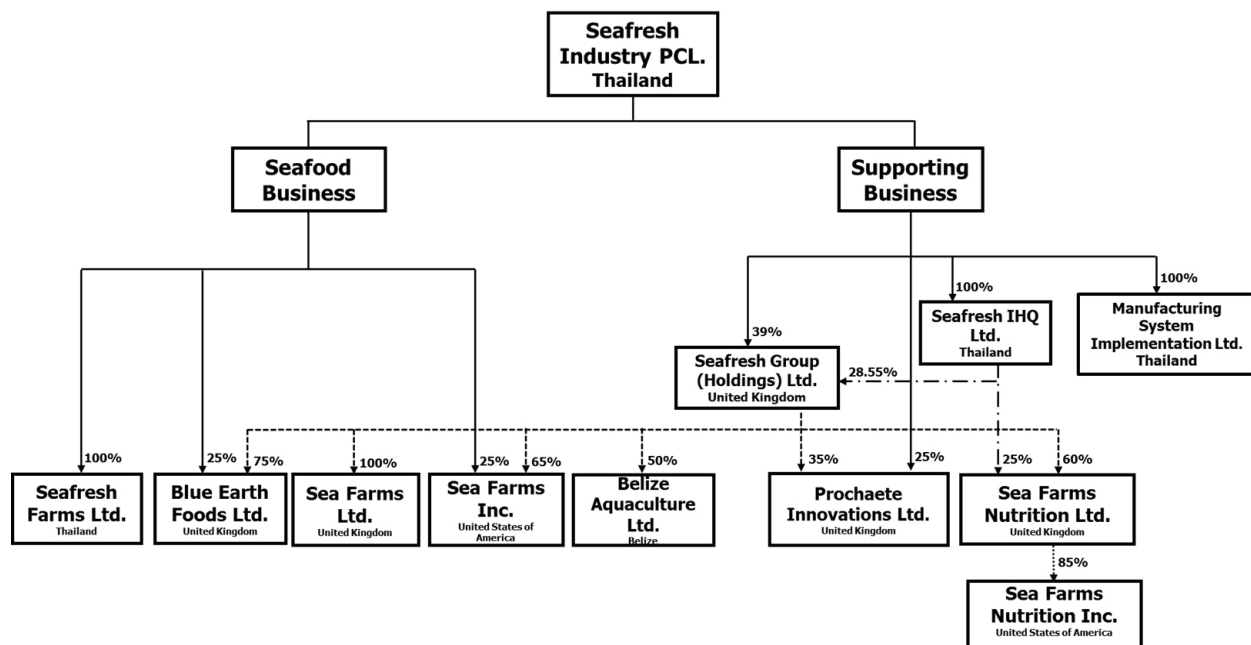 Seafresh
Industry PCL.
Thailand
Seafood
Business
Supporting
Business
100%
100%
Seafresh IHQ
Ltd.
Thailand
Manufacturing
System
Implementation Ltd.
Thailand
39%
Seafresh Group
(Holdings) Ltd.
United Kingdom
28.55%
100%
25%
75%
100%
25%
65%
50%
35%
25%
25%
60%
Seafresh
Farms Ltd.
Thailand
Blue Earth
Foods Ltd.
United Kingdom
Sea Farms
Ltd.
United Kingdom
Sea Farms
Inc.
United States of
America
Belize
Aquaculture
Ltd.
Belize
Prochaete
Innovations Ltd.
United Kingdom
Sea Farms
Nutrition Ltd.
United Kingdom
85%
Sea Farms
Nutrition Inc.
United States of America